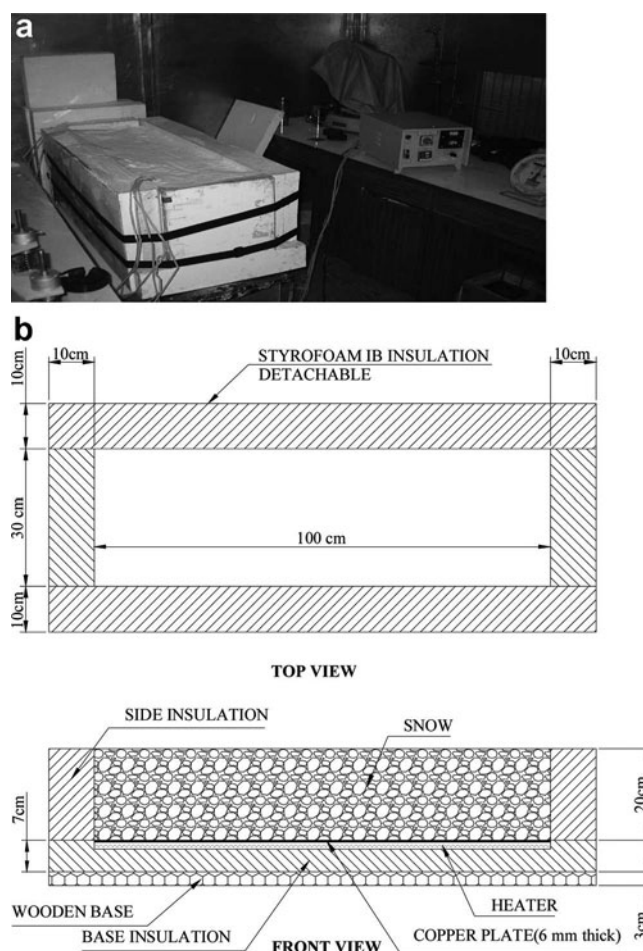 a
b
10cm
STYROFOAM IB INSULATION
DETACHABLE
10cm
10cm
30 cm
100 cm
10cm
TOP VIEW
SIDE INSULATION
SNOW
7cm
20cm
WOODEN BASE
HEATER
BASE INSULATION
COPPER PLATE(6 mm thick)
3cm
FRONT VIEW